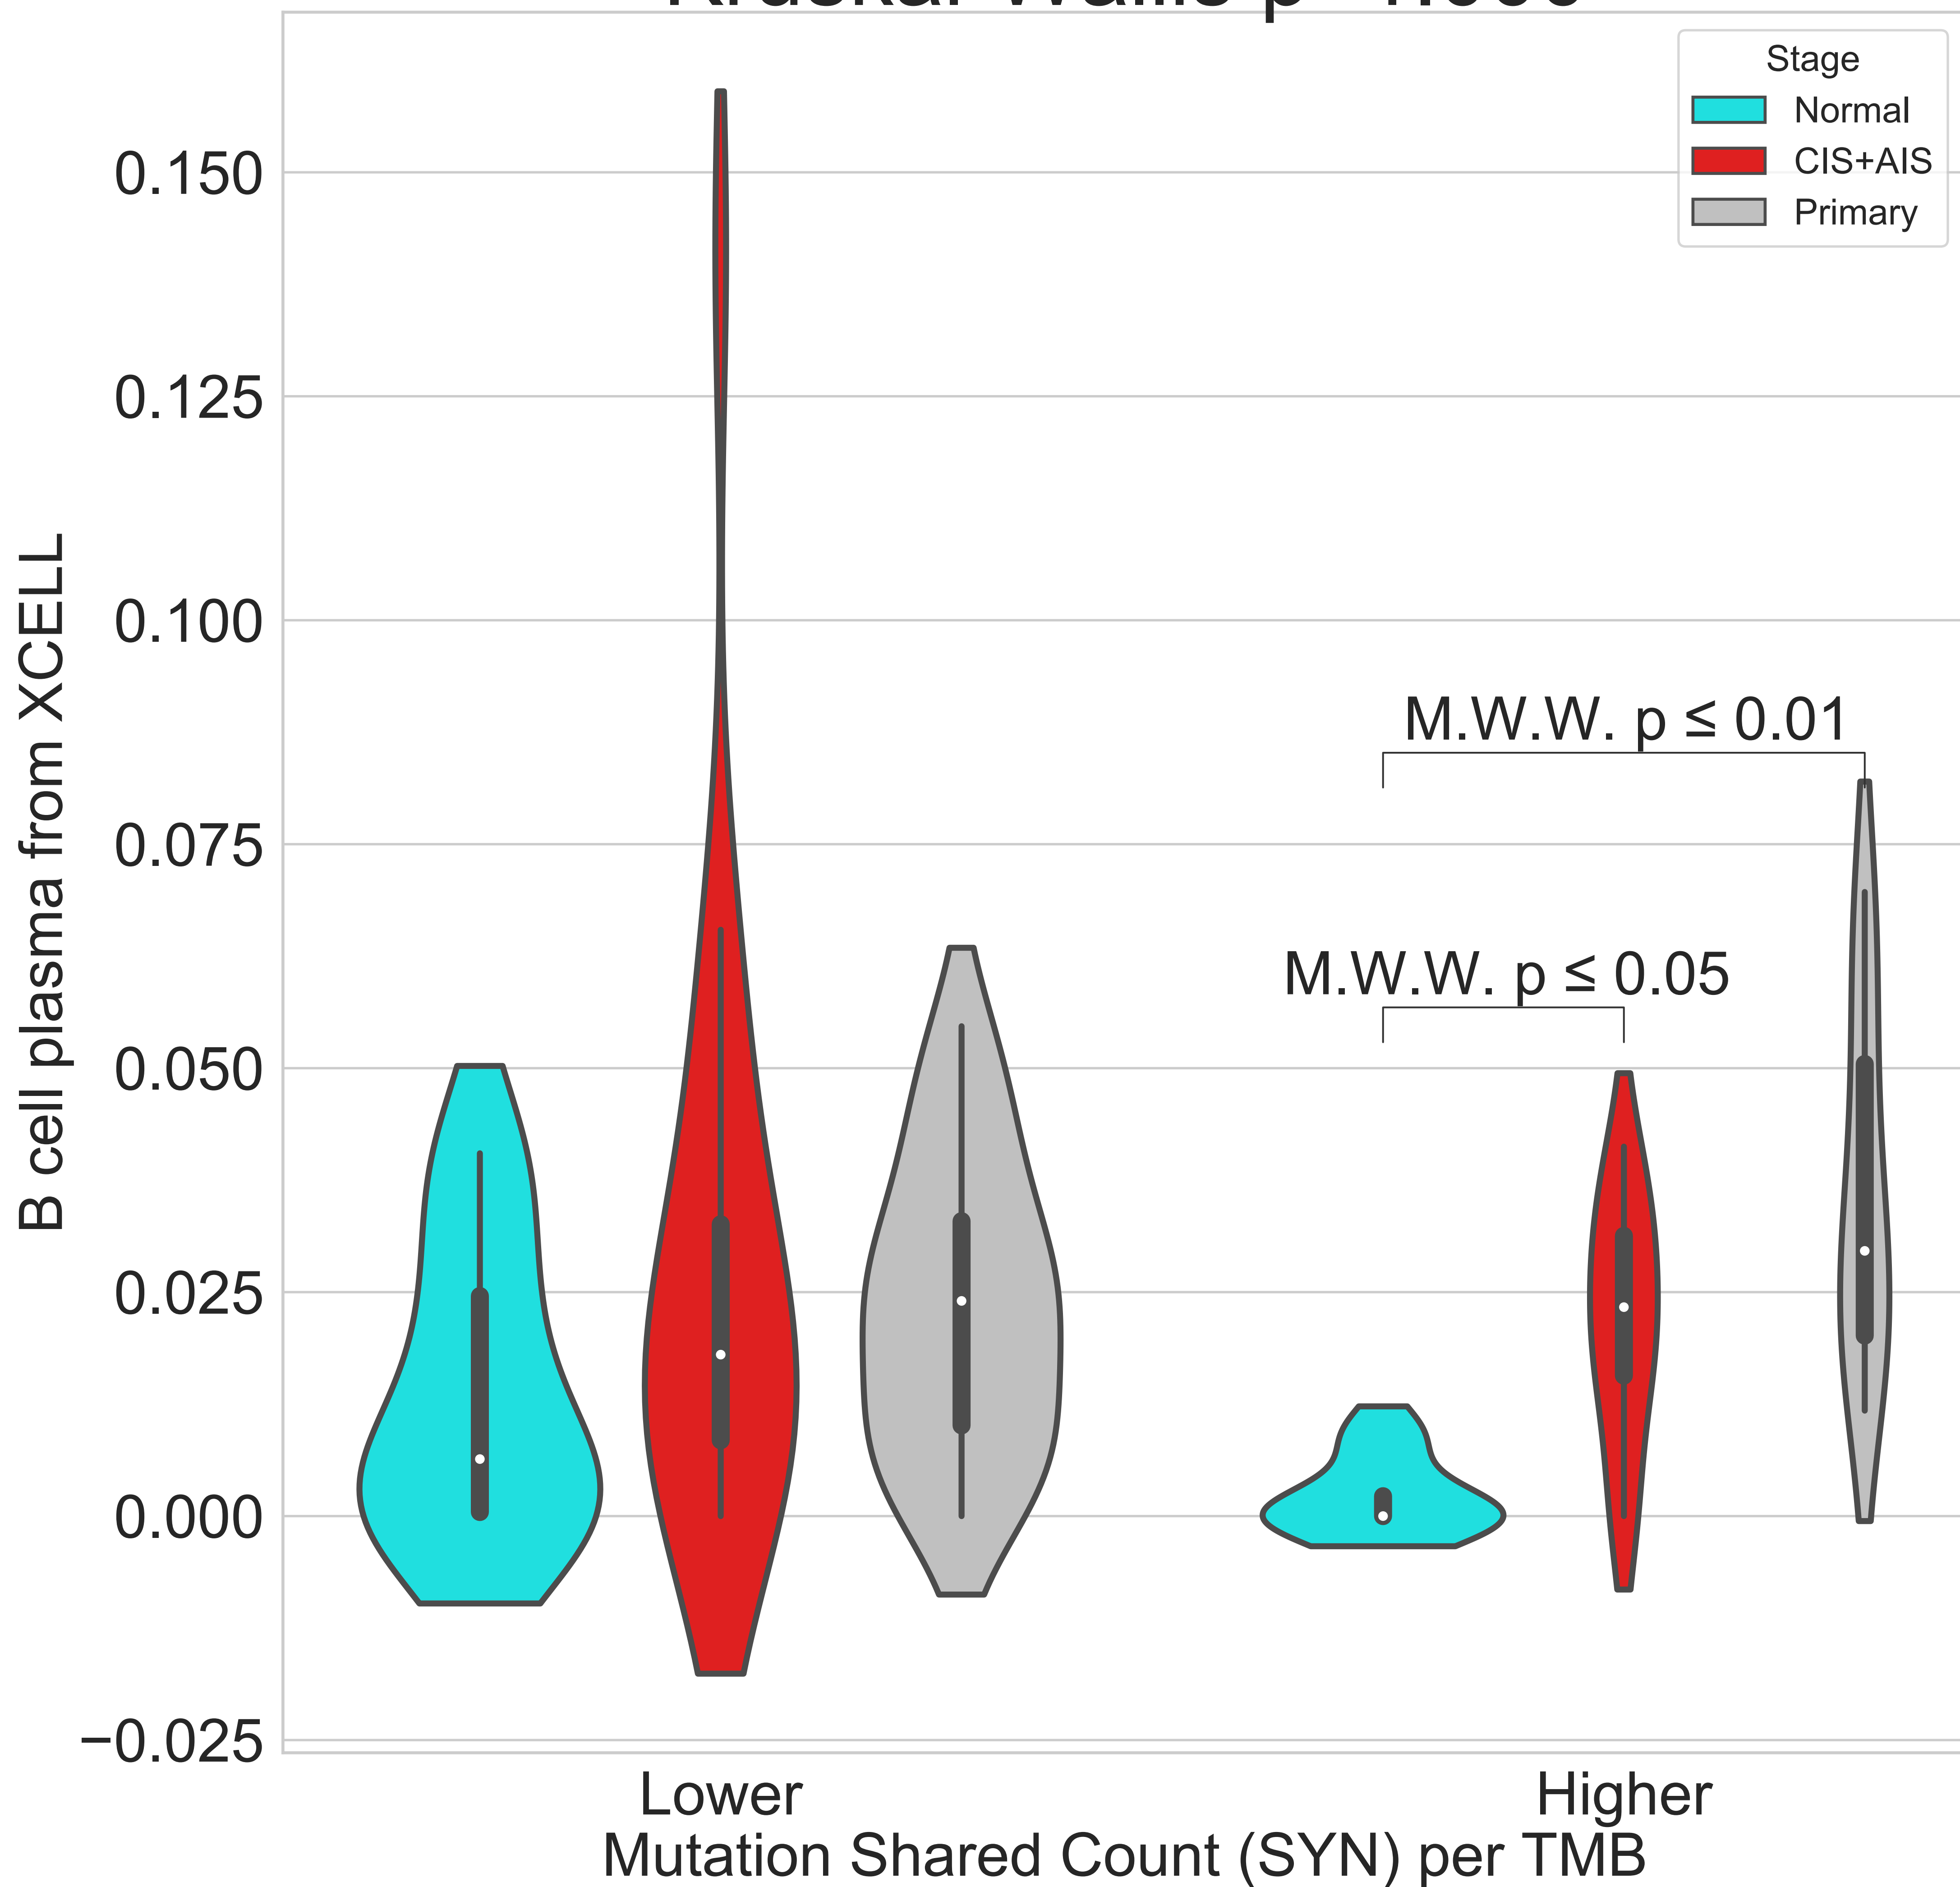 Stage
Normal
CIS+AIS
Primary
0.150
0.125
0.100
0.075
0.050
0.025
0.000
−0.025
B cell plasma from XCELL
M.W.W. p ≤ 0.01
M.W.W. p ≤ 0.05
Lower
Higher
Mutation Shared Count (SYN) per TMB